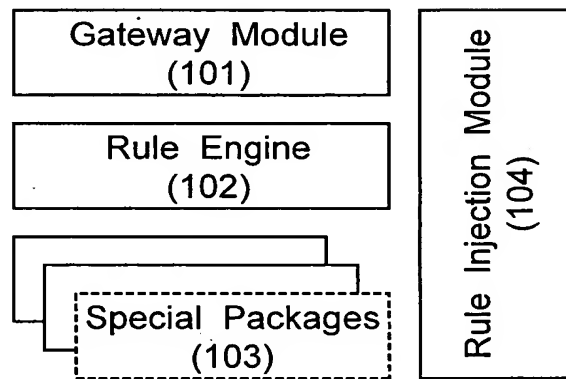 Gateway Module
(101)
Rule Engine
(102)
Special Packages
(103)
Rule Injection Module
(104)